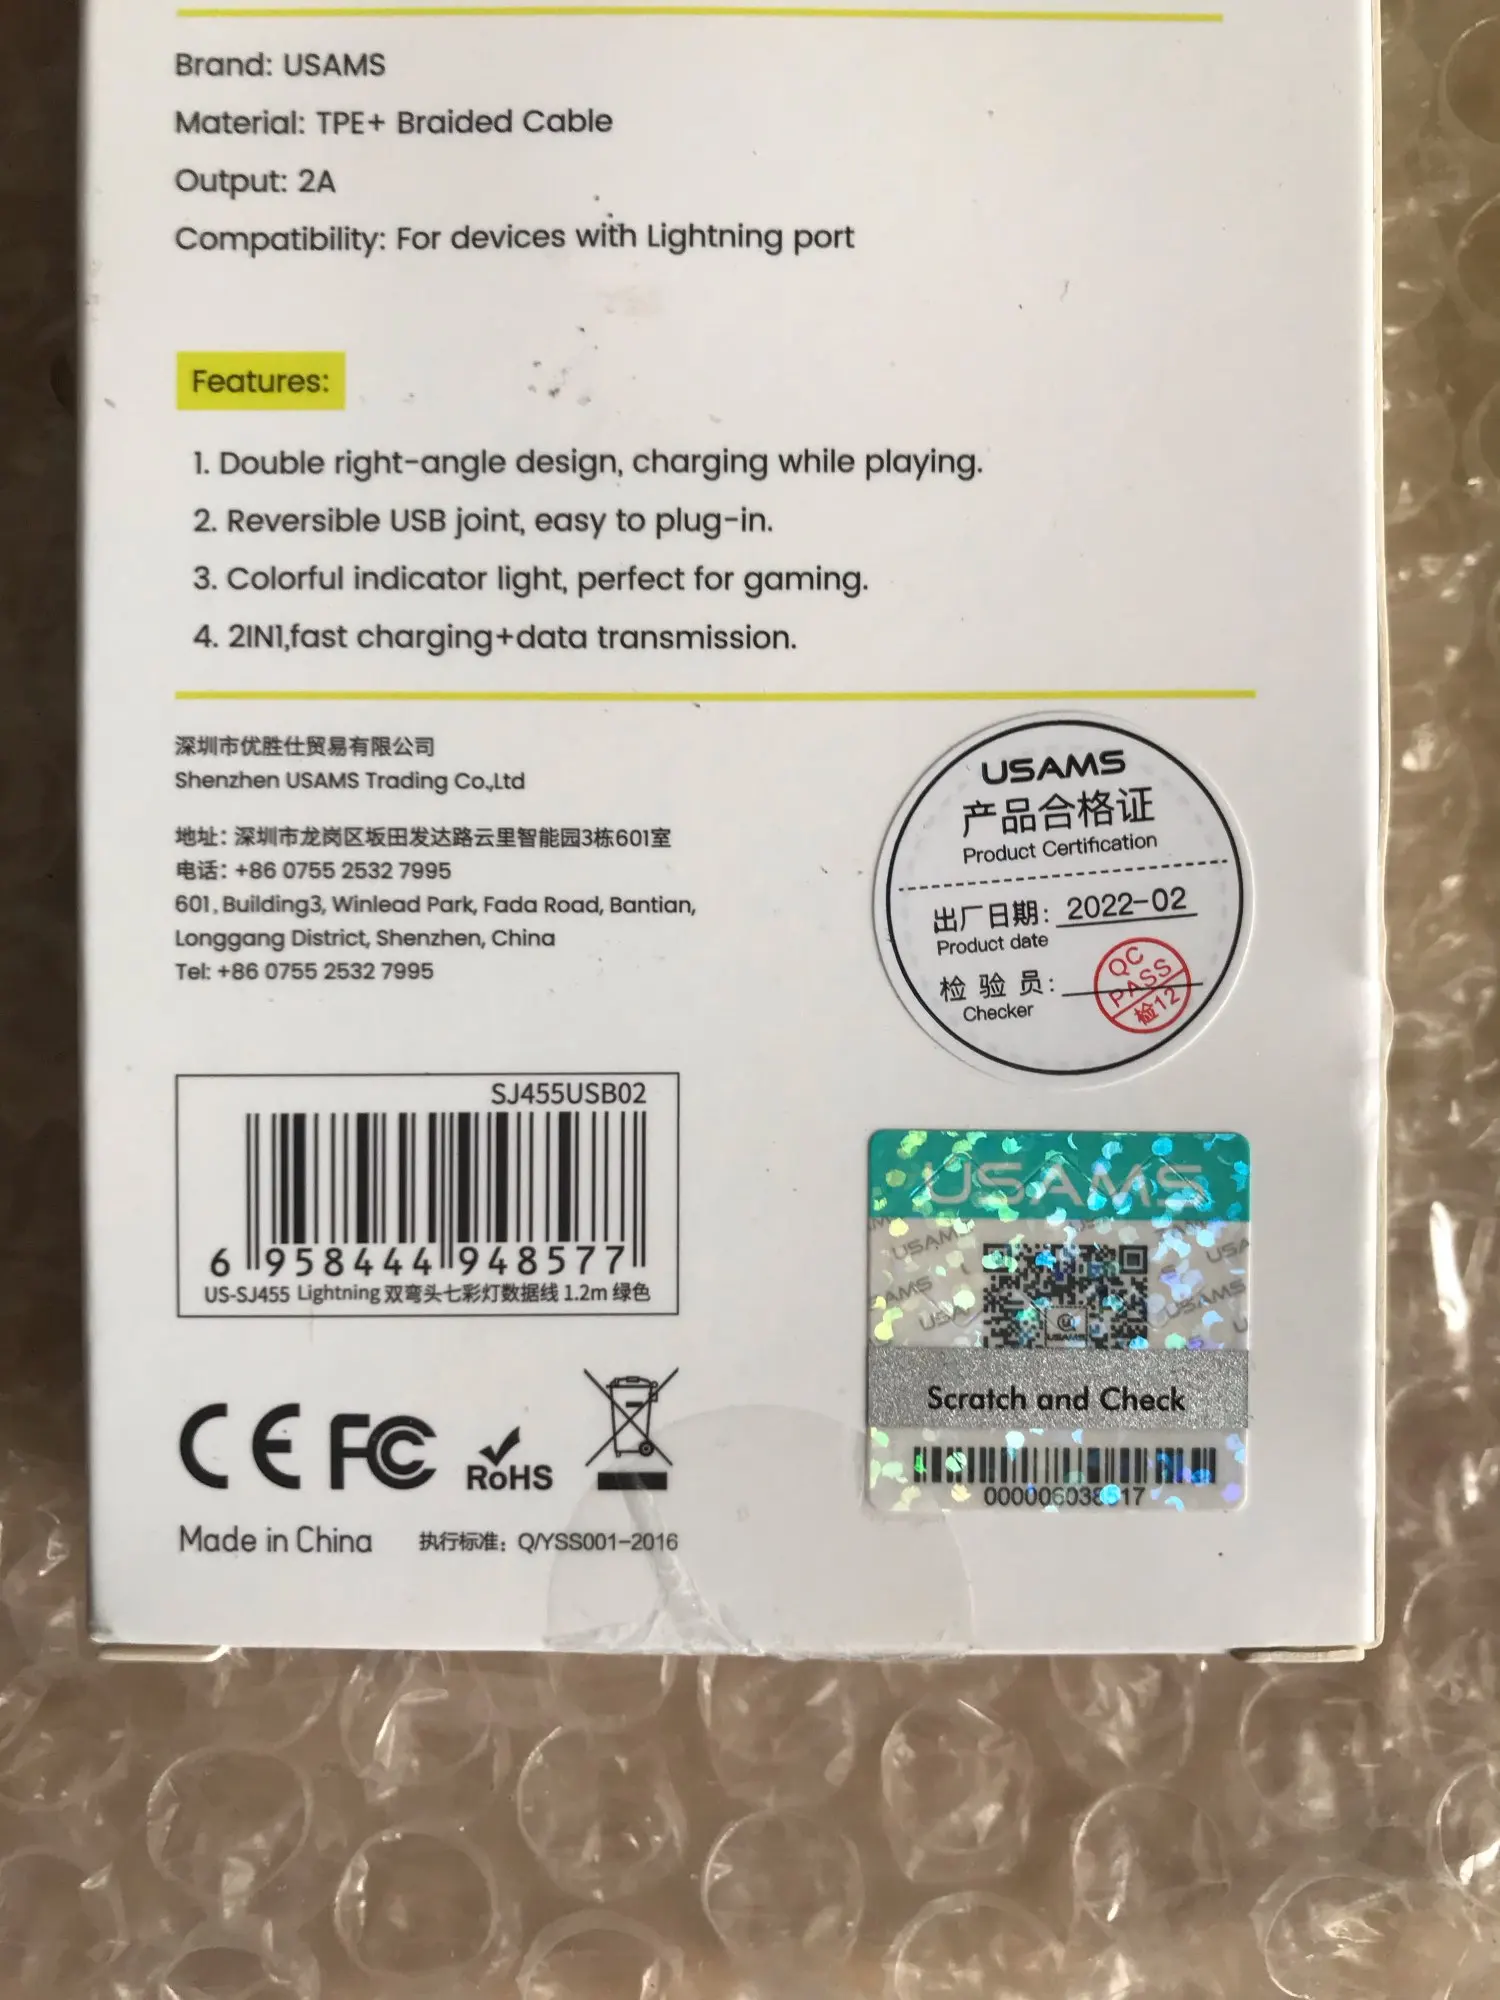 Brand: USAMS
Material: TPE+ Braided Cable
Output: 2A
Compatibility: For devices with Lightning port
Features:
1. Double right-angle design, charging while playing.
2. Reversible USB joint, easy to plug-in.
3. Colorful indicator light, perfect for gaming.
4. 2IN1,fast charging+data transmission.
深圳市优胜仕贸易有限公司
Shenzhen USAMS Trading Co.,Ltd
地址: 深圳市龙岗区坂田发达路云里智能园3栋601室
电话: +86 0755 2532 7995
601, Building3, Winlead Park, Fada Road, Bantian,
Longgang District, Shenzhen, China
Tel: +86 0755 2532 7995
USAMS
产品合格证
Product Certification
出厂日期: 2022-02
Product date
检 验 员:
Checker
QC
PASS
检12
SJ455USB02
6 958444 948577
US-SJ455 Lightning 双弯头七彩灯数据线 1.2m 绿色
USAMS
USAMS
Scratch and Check
CE FC RoHS
Made in China 执行标准: Q/YSS001-2016